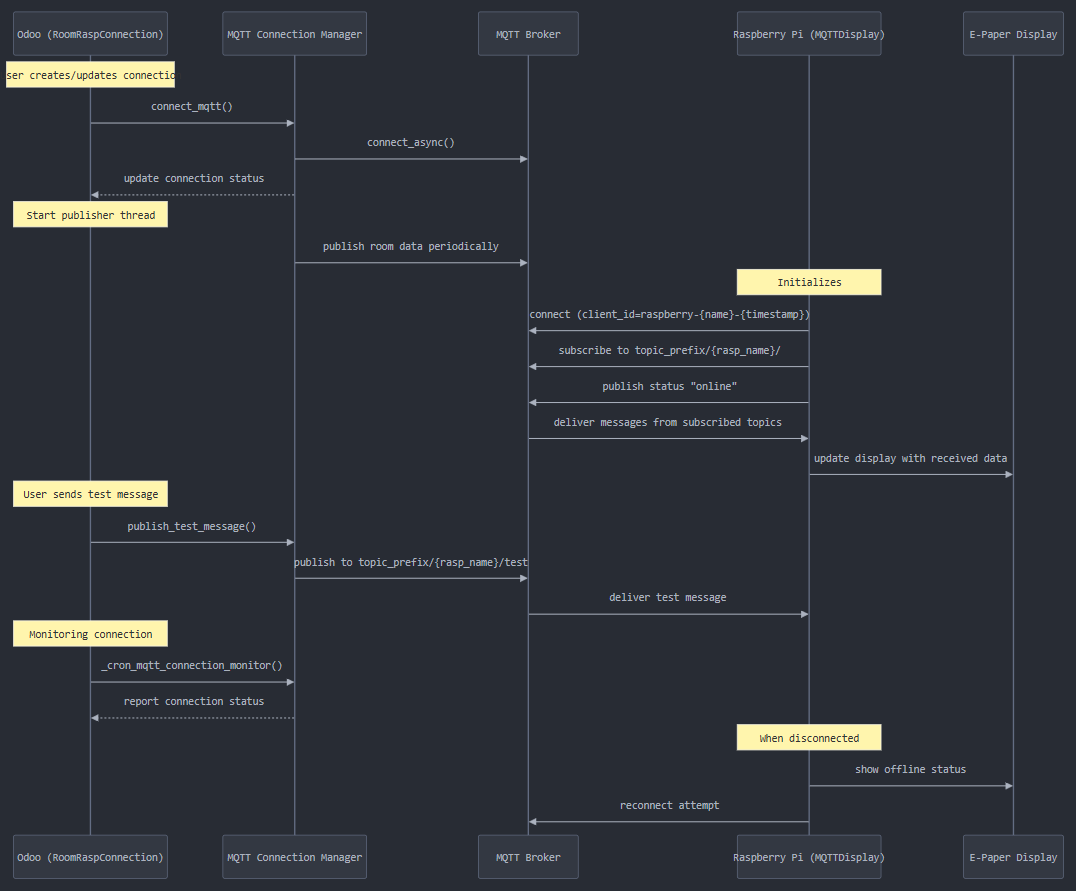 Odoo (RoomRaspConnection)
MQTT Connection Manager
MQTT Broker
Raspberry Pi (MQTTDisplay)
E-Paper Display
ser creates/updates connectio
connect_mqtt()
connect_async()
update connection status
Start publisher thread
publish room data periodically
Initializes
connect (client_id=raspberry-{name}-{timestamp})
subscribe to topic_prefix/{rasp_name}/
publish status "online"
deliver messages from subscribed topics
update display with received data
User sends test message
publish_test_message()
publish to topic_prefix/{rasp_name}/test
deliver test message
Monitoring connection
_cron_mqtt_connection_monitor()
report connection status
When disconnected
show offline status
reconnect attempt
Odoo (RoomRaspConnection)
MQTT Connection Manager
MQTT Broker
Raspberry Pi (MQTTDisplay)
E-Paper Display